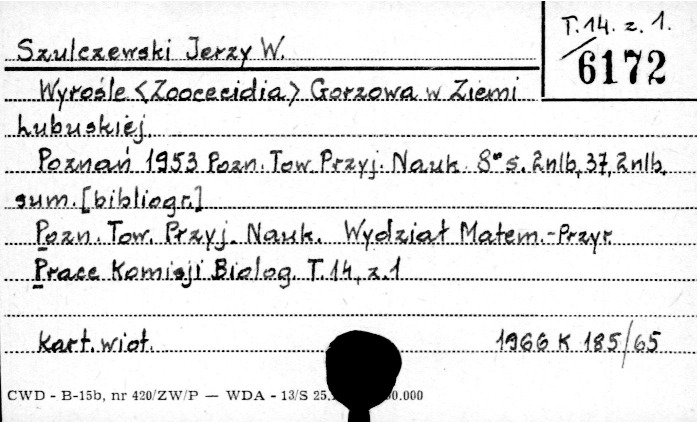 T.14. z. 1.
6172
Szulczewski Jerzy W.
Wyrośle <Zoocecidia> Gorzowa w Ziemi
Lubuskiej
Poznań 1953 Pozn. Tow. Przyj. Nauk. 8° s. 2nlb, 37, 2nlb.
sum. [bibliogr.]
Pozn. Tow. Przyj. Nauk. Wydział Matem.-Przyr.
Prace Komisji Biolog. T.14, z.1
Kart. wiot. 1966 K 185/65
CWD - B-15b, nr 420/ZW/P — WDA - 13/S 25. 00.000